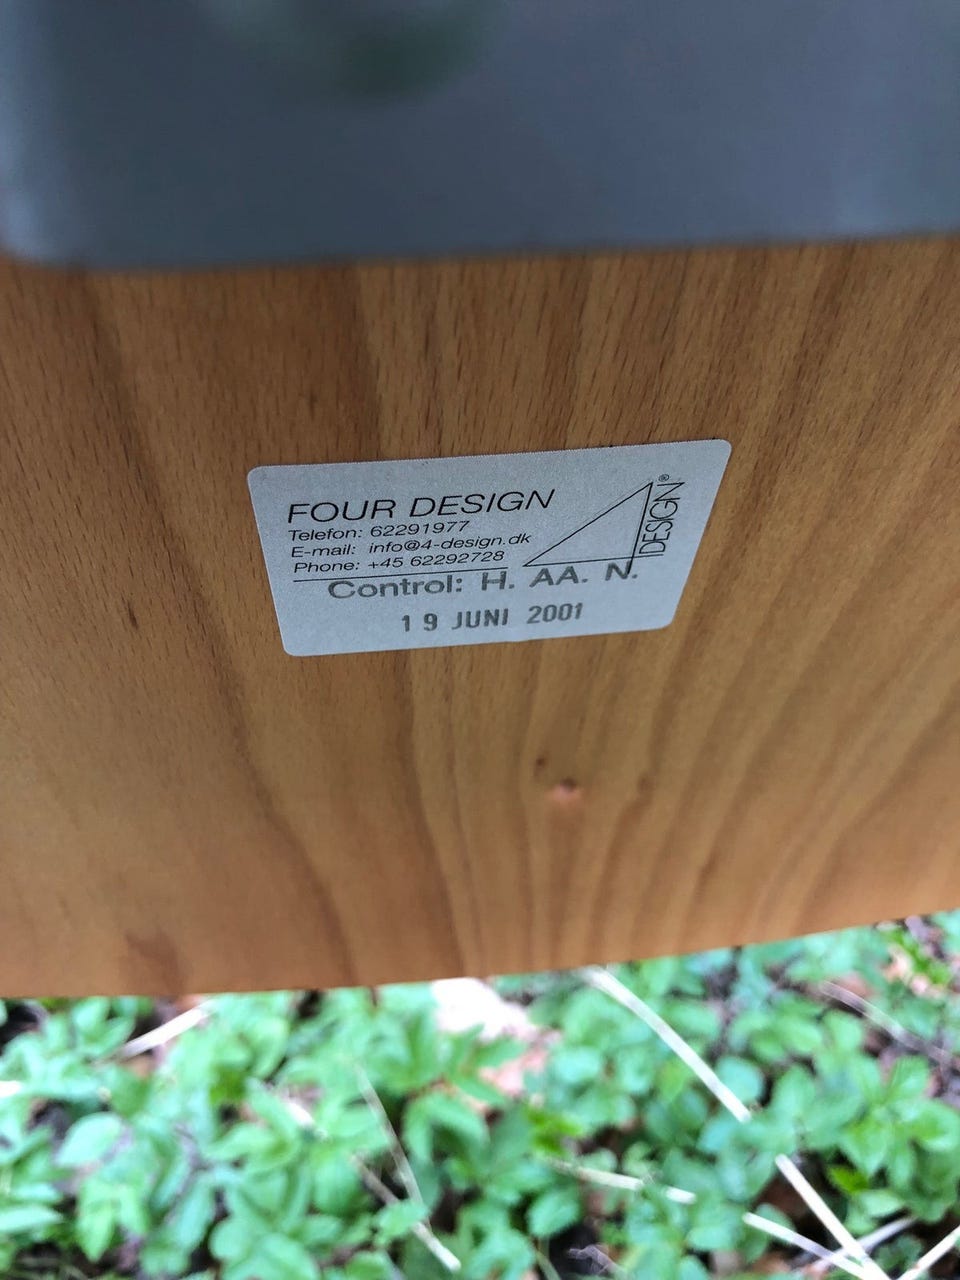 FOUR DESIGN
Telefon: 62291977
E-mail: info@4-design.dk
Phone: +45 62292728
DESIGN®
Control: H. AA. N.
19 JUNI 2001